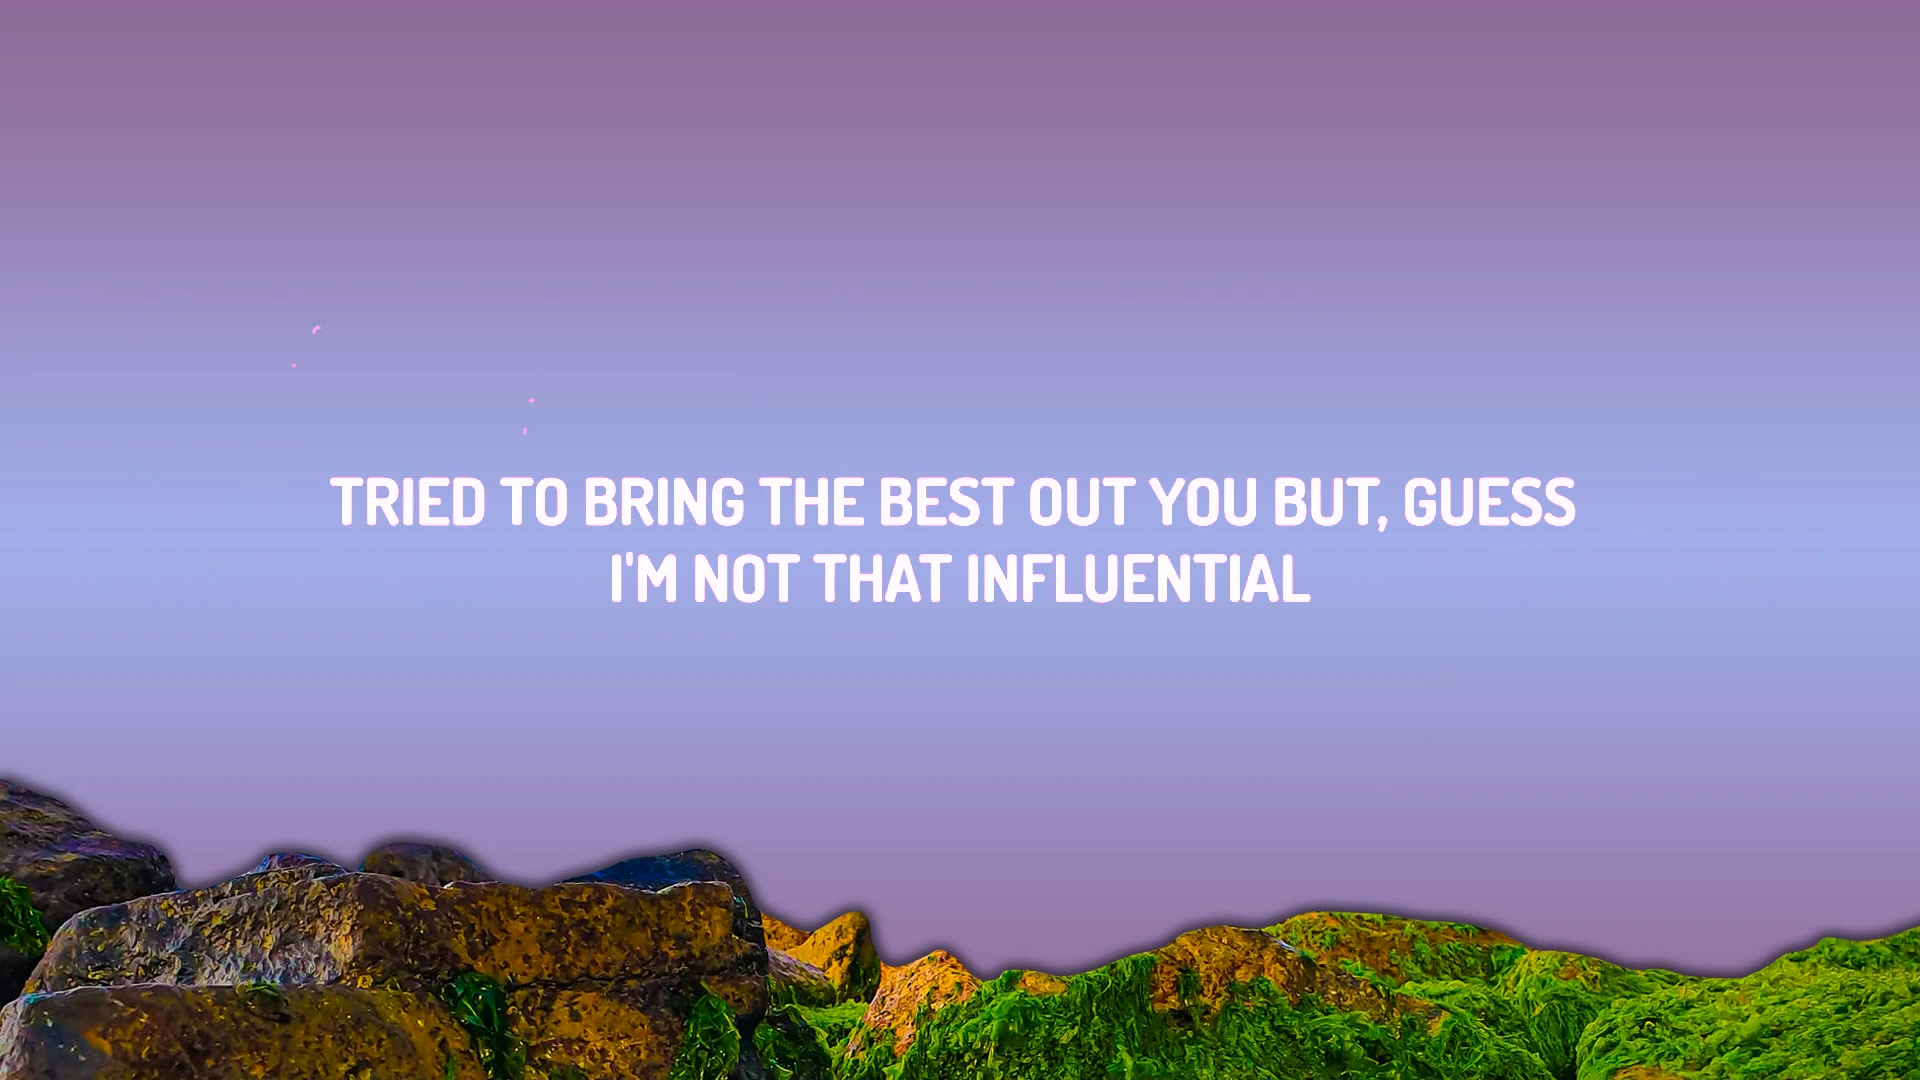 TRIED TO BRING THE BEST OUT YOU BUT, GUESS
I'M NOT THAT INFLUENTIAL